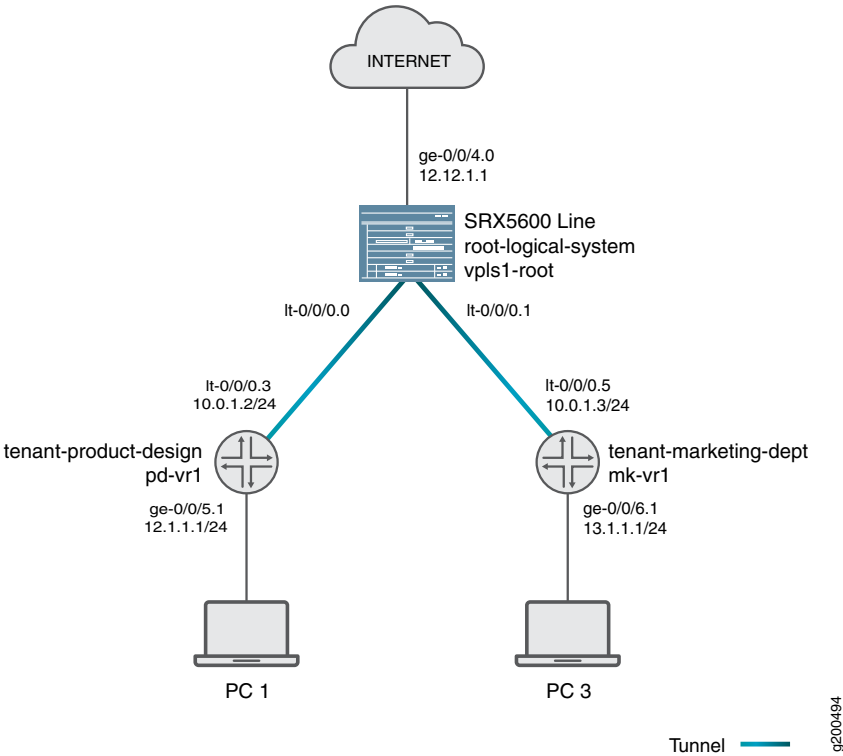 INTERNET
ge-0/0/4.0
12.12.1.1
SRX5600 Line
root-logical-system
vpls1-root
lt-0/0/0.0
lt-0/0/0.1
lt-0/0/0.3
10.0.1.2/24
lt-0/0/0.5
10.0.1.3/24
tenant-product-design
pd-vr1
tenant-marketing-dept
mk-vr1
ge-0/0/5.1
12.1.1.1/24
ge-0/0/6.1
13.1.1.1/24
PC 1
PC 3
Tunnel
g200494